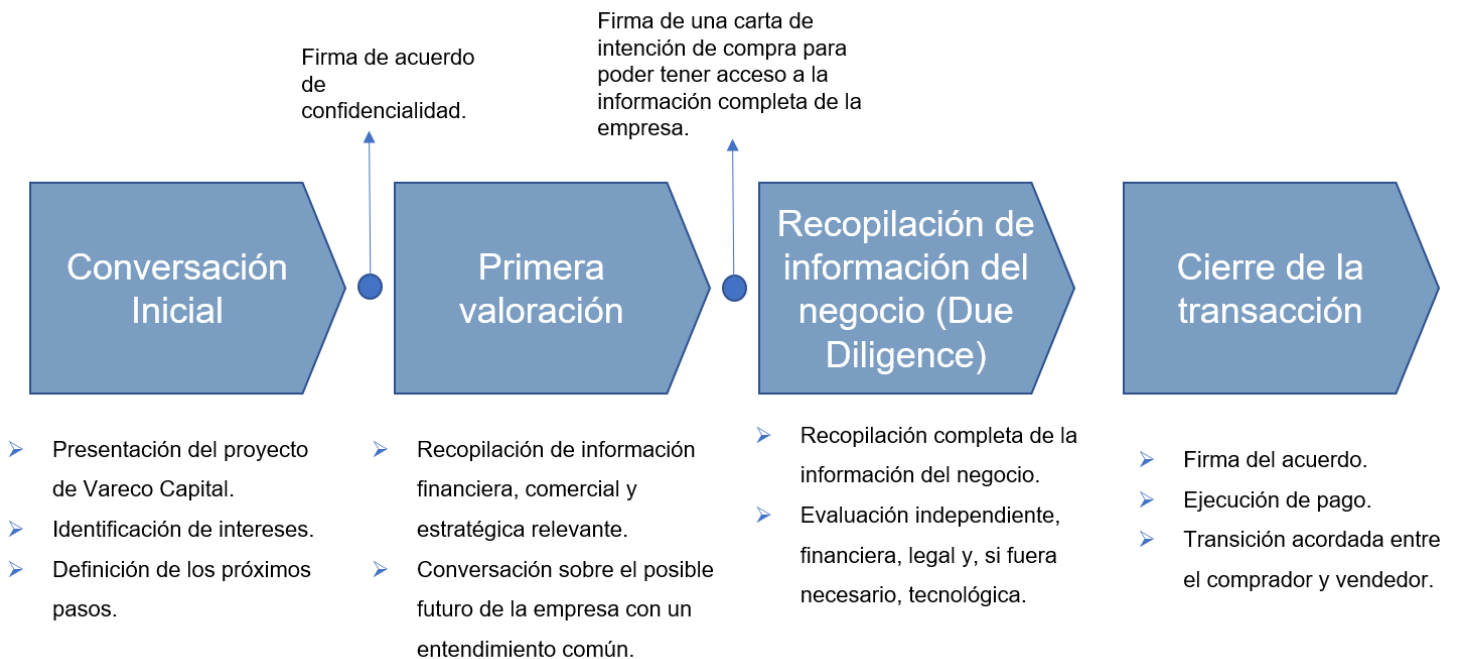 Firma de acuerdo
de
confidencialidad.
Firma de una carta de
intención de compra para
poder tener acceso a la
información completa de la
empresa.
Conversación
Inicial
Primera
valoración
Recopilación de
información del
negocio (Due
Diligence)
Cierre de la
transacción
➢ Presentación del proyecto
de Vareco Capital.
➢ Identificación de intereses.
➢ Definición de los próximos
pasos.
➢ Recopilación de información
financiera, comercial y
estratégica relevante.
➢ Conversación sobre el posible
futuro de la empresa con un
entendimiento común.
➢ Recopilación completa de la
información del negocio.
➢ Evaluación independiente,
financiera, legal y, si fuera
necesario, tecnológica.
➢ Firma del acuerdo.
➢ Ejecución de pago.
➢ Transición acordada entre
el comprador y vendedor.